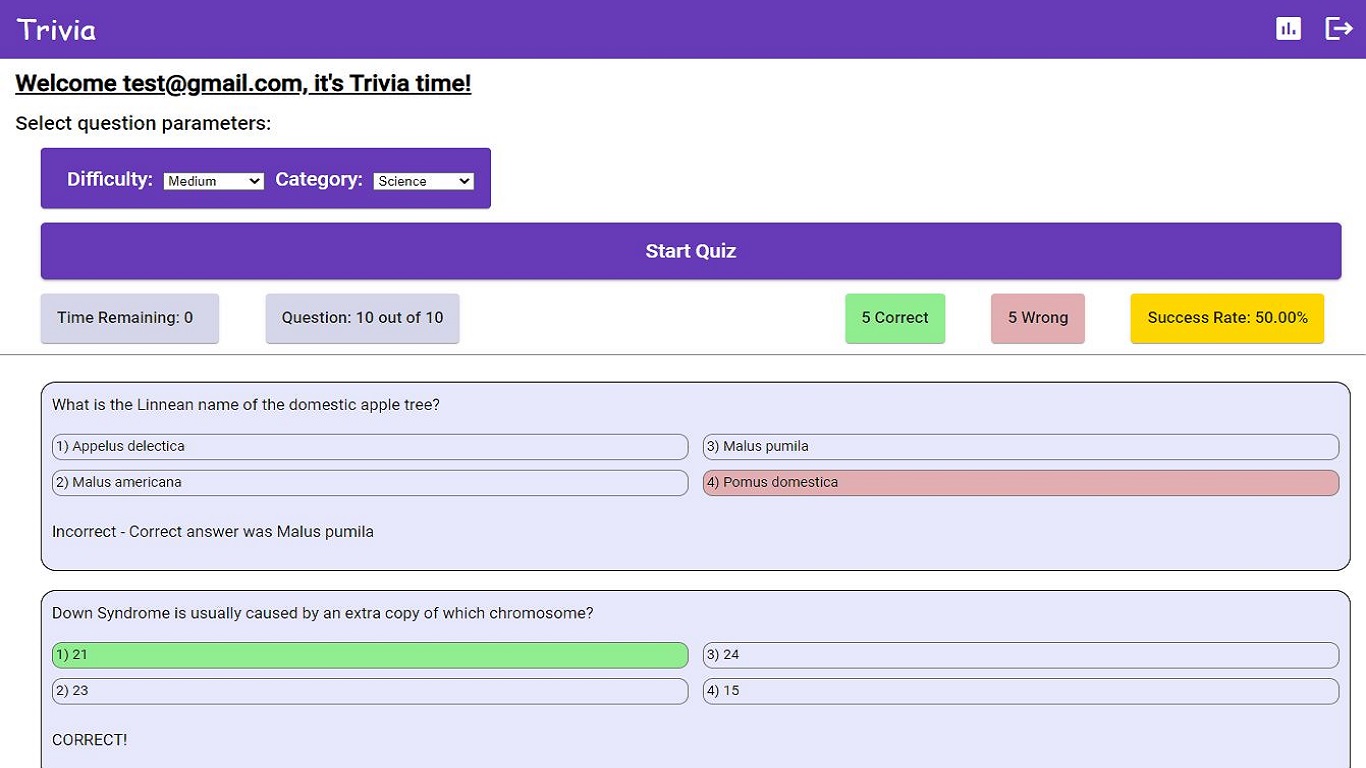 Trivia
Welcome test@gmail.com, it's Trivia time!
Select question parameters:
Difficulty: Medium Category: Science
Start Quiz
Time Remaining: 0 Question: 10 out of 10 5 Correct 5 Wrong Success Rate: 50.00%
What is the Linnean name of the domestic apple tree?
1) Appelus delectica
2) Malus americana
3) Malus pumila
4) Pomus domestica
Incorrect - Correct answer was Malus pumila
Down Syndrome is usually caused by an extra copy of which chromosome?
1) 21
2) 23
3) 24
4) 15
CORRECT!